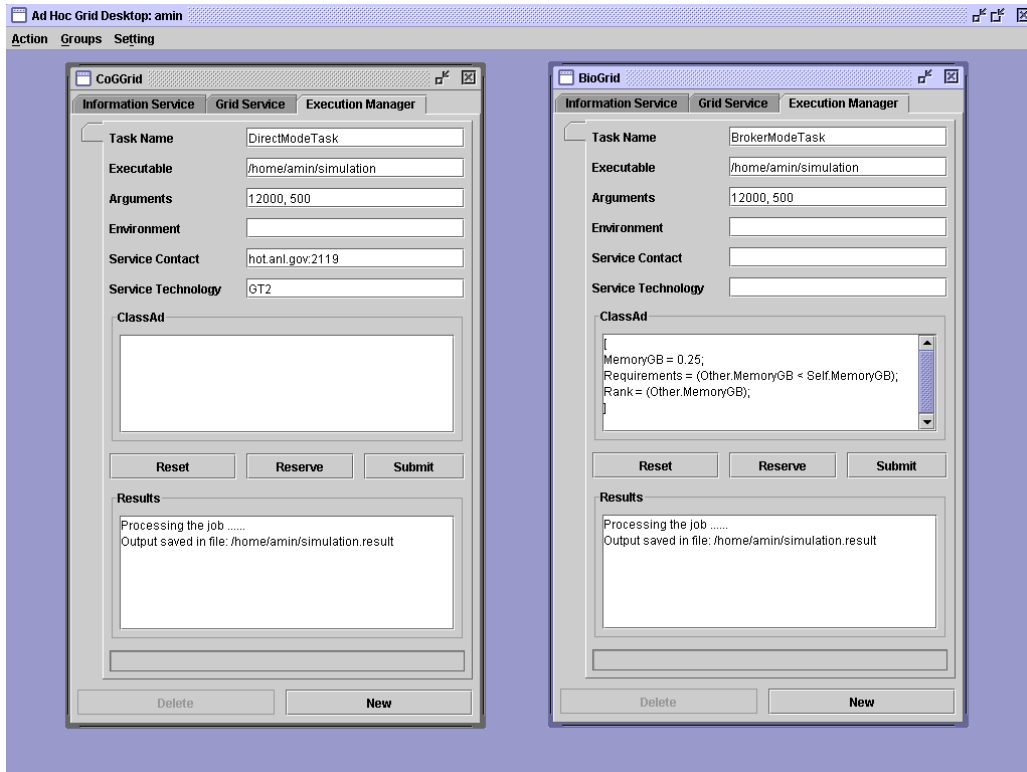 Ad Hoc Grid Desktop: amin
Action Groups Setting
CoGGrid
Information Service Grid Service Execution Manager
Task Name DirectModeTask
Executable /home/amin/simulation
Arguments 12000, 500
Environment
Service Contact hot.anl.gov:2119
Service Technology GT2
ClassAd
Reset Reserve Submit
Results
Processing the job ......
Output saved in file: /home/amin/simulation.result
Delete New
BioGrid
Information Service Grid Service Execution Manager
Task Name BrokerModeTask
Executable /home/amin/simulation
Arguments 12000, 500
Environment
Service Contact
Service Technology
ClassAd
[
MemoryGB = 0.25;
Requirements = (Other.MemoryGB < Self.MemoryGB);
Rank = (Other.MemoryGB);
]
Reset Reserve Submit
Results
Processing the job ......
Output saved in file: /home/amin/simulation.result
Delete New